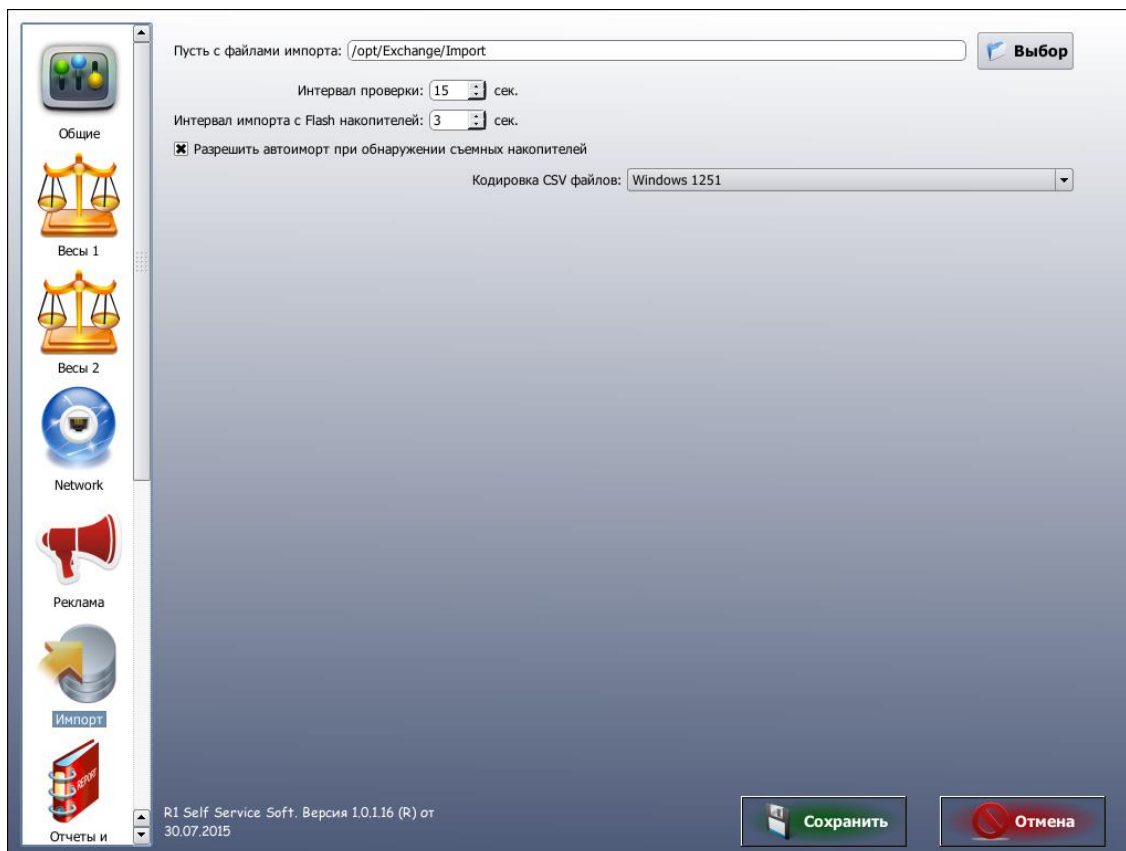 Общие
Весы 1
Весы 2
Network
Реклама
Импорт
REPORT
Отчеты и
Пусть с файлами импорта: /opt/Exchange/Import Выбор
Интервал проверки: 15 сек.
Интервал импорта с Flash накопителей: 3 сек.
Разрешить автоиморт при обнаружении съемных накопителей
Кодировка CSV файлов: Windows 1251
R1 Self Service Soft. Версия 1.0.1.16 (R) от
30.07.2015
Сохранить Отмена